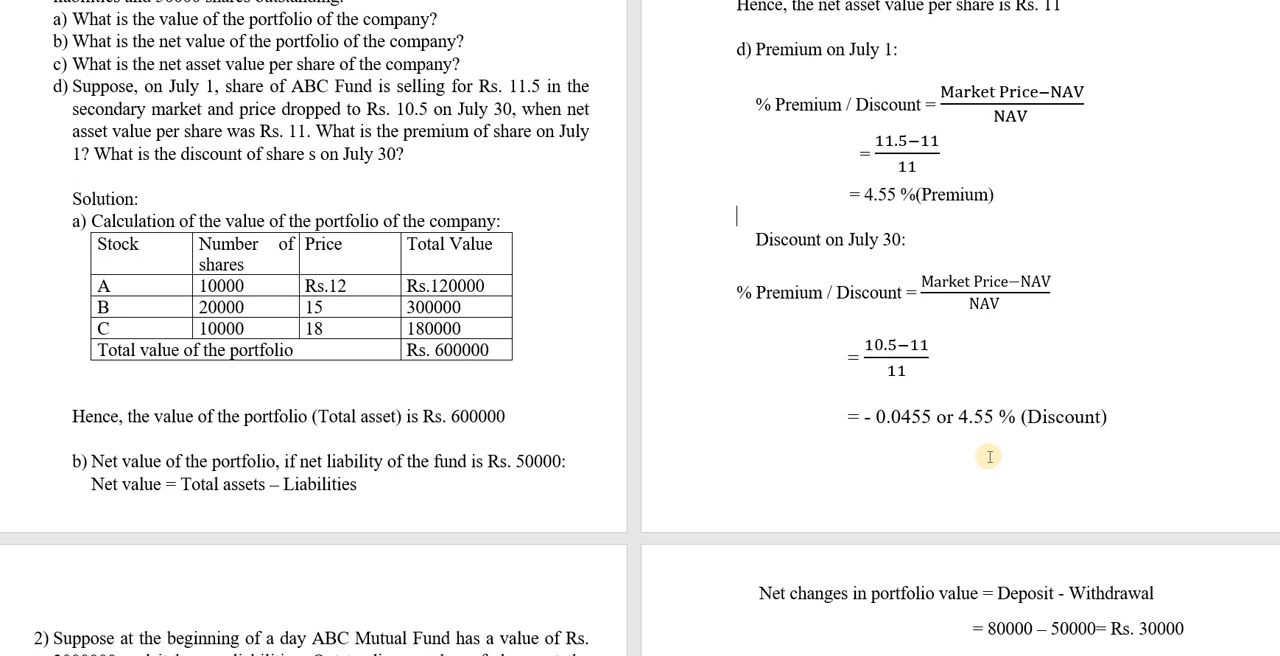 a) What is the value of the portfolio of the company?
b) What is the net value of the portfolio of the company?
c) What is the net asset value per share of the company?
d) Suppose, on July 1, share of ABC Fund is selling for Rs. 11.5 in the
secondary market and price dropped to Rs. 10.5 on July 30, when net
asset value per share was Rs. 11. What is the premium of share on July
1? What is the discount of share s on July 30?
Solution:
a) Calculation of the value of the portfolio of the company:
Stock Number of shares Price Total Value
A 10000 Rs.12 Rs.120000
B 20000 15 300000
C 10000 18 180000
Total value of the portfolio Rs. 600000
Hence, the value of the portfolio (Total asset) is Rs. 600000
b) Net value of the portfolio, if net liability of the fund is Rs. 50000:
Net value = Total assets – Liabilities
2) Suppose at the beginning of a day ABC Mutual Fund has a value of Rs.
Hence, the net asset value per share is Rs. 11
d) Premium on July 1:
% Premium / Discount = Market Price−NAV / NAV
= 11.5−11 / 11
= 4.55 %(Premium)
Discount on July 30:
% Premium / Discount = Market Price−NAV / NAV
= 10.5−11 / 11
= - 0.0455 or 4.55 % (Discount)
Net changes in portfolio value = Deposit - Withdrawal
= 80000 – 50000= Rs. 30000